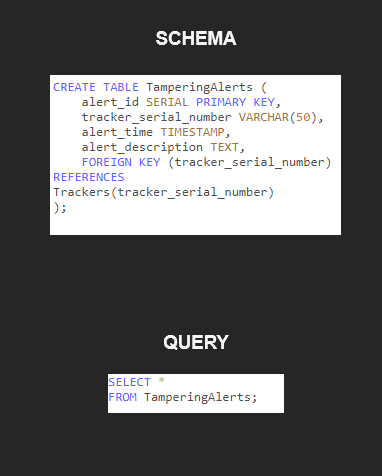 SCHEMA
CREATE TABLE TamperingAlerts (
    alert_id SERIAL PRIMARY KEY,
    tracker_serial_number VARCHAR(50),
    alert_time TIMESTAMP,
    alert_description TEXT,
    FOREIGN KEY (tracker_serial_number)
REFERENCES
Trackers(tracker_serial_number)
);
QUERY
SELECT *
FROM TamperingAlerts;